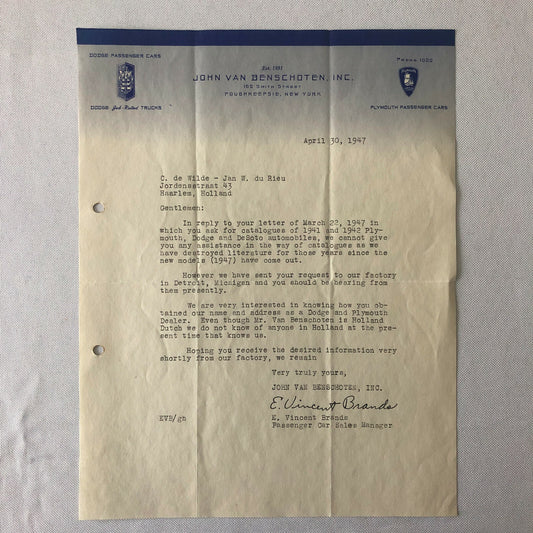 DODGE PASSENGER CARS
Est. 1891
JOHN VAN BENSCHOTEN, INC.
PHONE 1020
DODGE Job-Rated TRUCKS
POUGHKEEPSIE, NEW YORK
PLYMOUTH PASSENGER CARS
April 30, 1947
C. de Wilde - Jan W. du Rieu
Jordensstraat 43
Haarlem, Holland
Gentlemen:
In reply to your letter of March 22, 1947 in
which you ask for catalogues of 1941 and 1942 Ply-
mouth, Dodge and DeSoto automobiles, we cannot give
you any assistance in the way of catalogues as we
have destroyed literature for those years since the
new models (1947) have come out.
However we have sent your request to our factory
in Detroit, Michigan and you should be hearing from
them presently.
We are very interested in knowing how you ob-
tained our name and address as a Dodge and Plymouth
Dealer. Even though Mr. Van Benschoten is Holland
Dutch we do not know of anyone in Holland at the pre-
sent time that knows us.
Hoping you receive the desired information very
shortly from our factory, we remain
Very truly yours,
JOHN VAN BENSCHOTEN, INC.
E. Vincent Brands
EVB/gh
E. Vincent Brands
Passenger Car Sales Manager